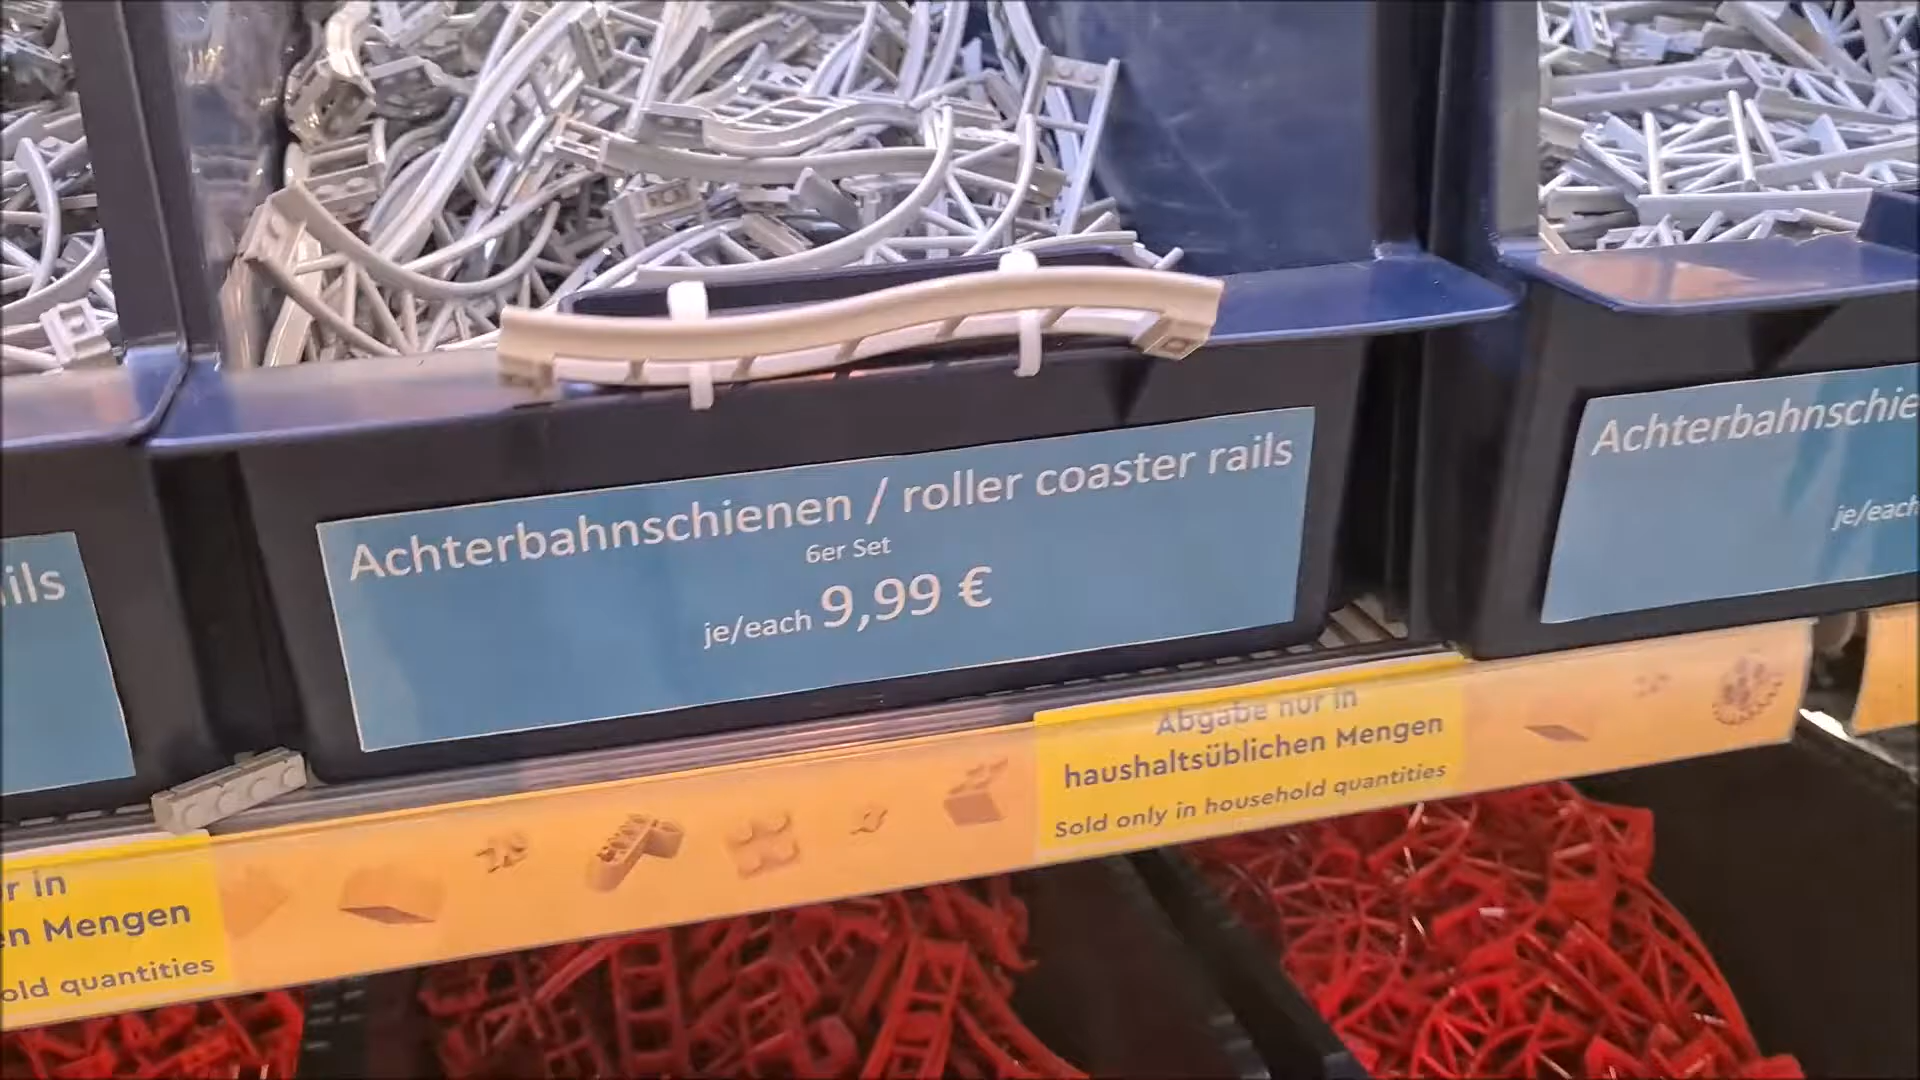 Achterbahnschienen / roller coaster rails
6er Set
je/each 9,99 €
ils
Achterbahnschie
je/each
Abgabe nur in
haushaltsüblichen Mengen
Sold only in household quantities
r in
en Mengen
old quantities